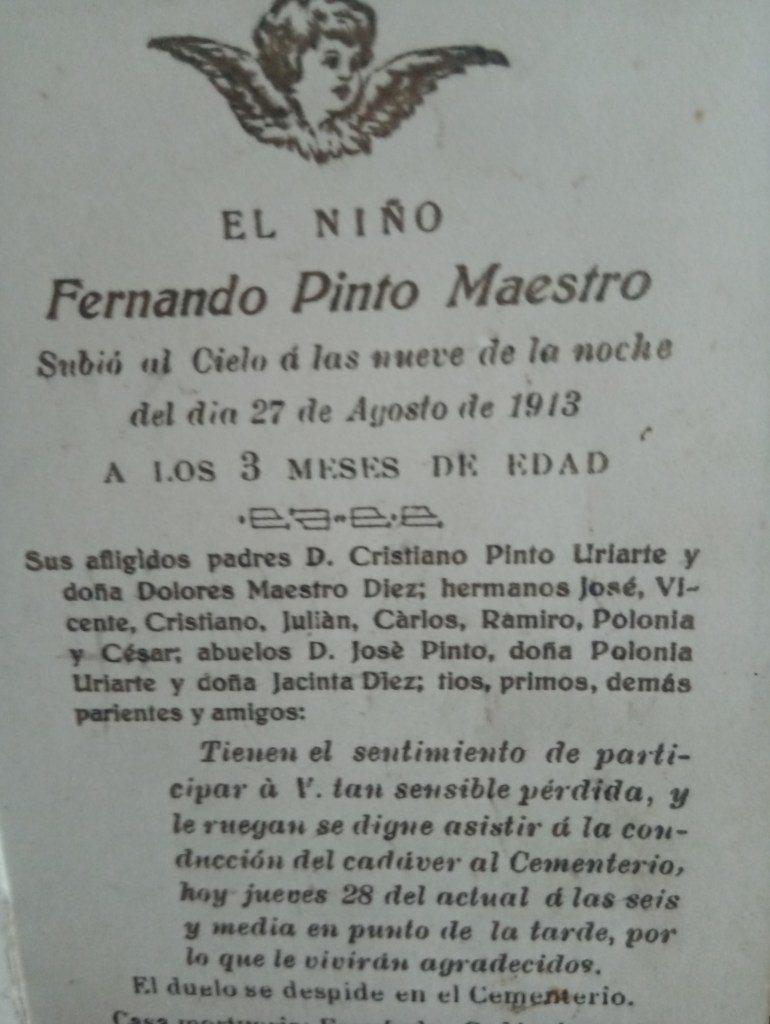 EL NIÑO
Fernando Pinto Maestro
Subió al Cielo á las nueve de la noche
del dia 27 de Agosto de 1913
A LOS 3 MESES DE EDAD
Sus afligidos padres D. Cristiano Pinto Uriarte y
doña Dolores Maestro Diez; hermanos José, Vi-
cente, Cristiano, Juliàn, Càrlos, Ramiro, Polonia
y César; abuelos D. Josè Pinto, doña Polonia
Uriarte y doña Jacinta Diez; tios, primos, demás
parientes y amigos:
Tienen el sentimiento de parti-
cipar à V. tan sensible pérdida, y
le ruegan se digne asistir á la con-
ducción del cadáver al Cementerio,
hoy jueves 28 del actual á las seis
y media en punto de la tarde, por
lo que le vivirán agradecidos.
El duelo se despide en el Cementerio.
Casa mortuoria: